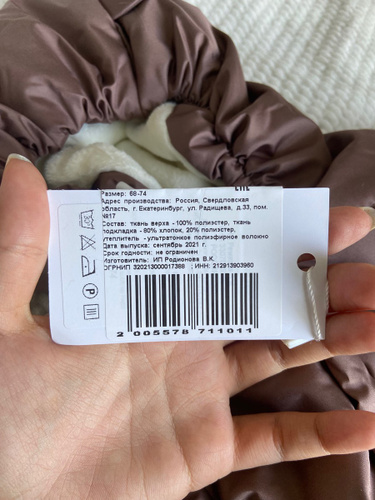 Размер: 68-74
Адрес производства: Россия, Свердловская
область, г. Екатеринбург, ул. Радищева, д.33, пом.
№17
Состав: ткань верха -100% полиэстер, ткань
подкладка - 80% хлопок, 20% полиэстер,
утеплитель -ультратонкое полиэфирное волокно
Дата выпуска: сентябрь 2021 г.
Срок годности: не ограничен
Изготовитель: ИП Родионова В.К.
ОГРНИП 320213000017388 ; ИНН: 212913903960
2 005578 711011
P